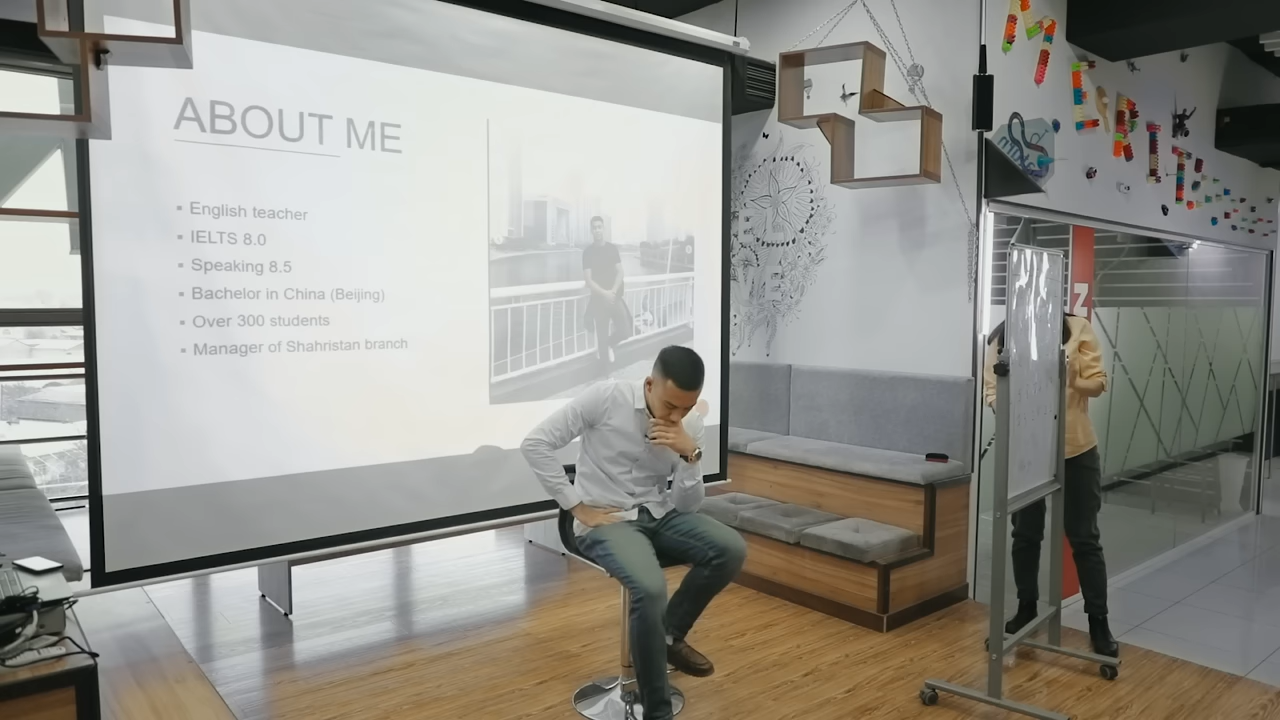 ABOUT ME
English teacher
IELTS 8.0
Speaking 8.5
Bachelor in China (Beijing)
Over 300 students
Manager of Shahristan branch
Z